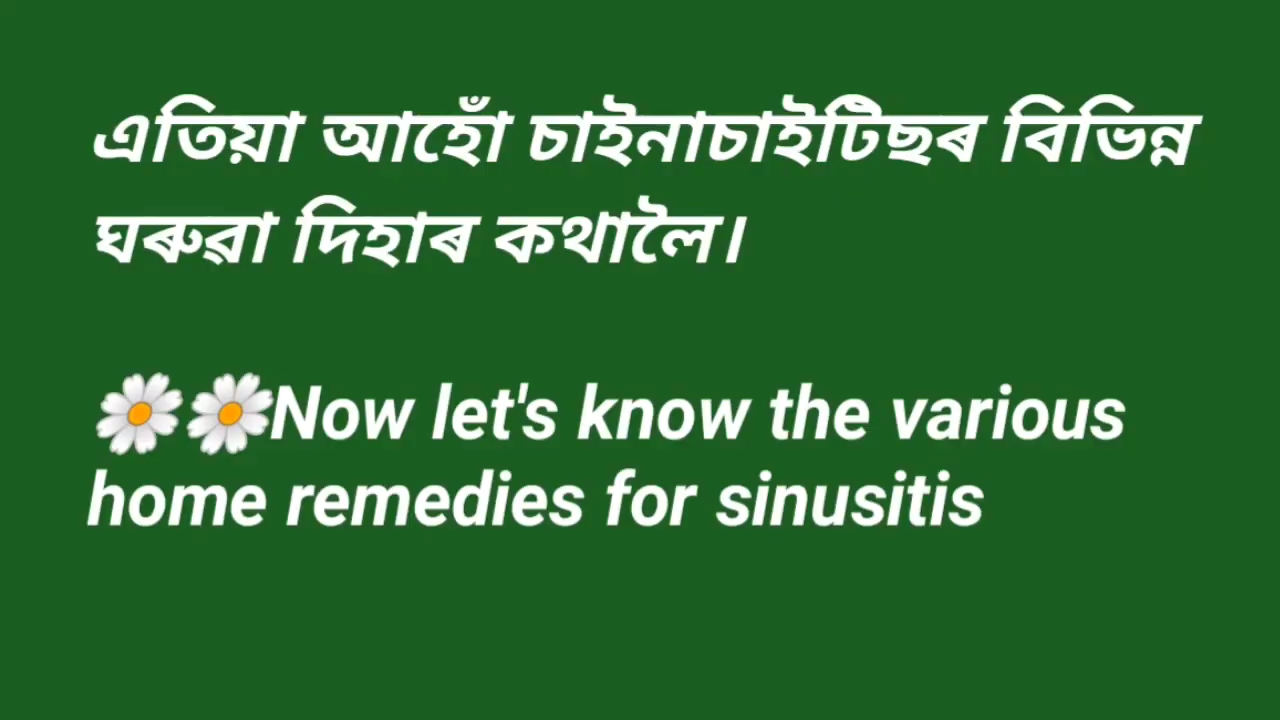 এতিয়া আহোঁ চাইনাচাইটিছৰ বিভিন্ন
ঘৰুৱা দিহাৰ কথালৈ।
🌼🌼Now let's know the various
home remedies for sinusitis